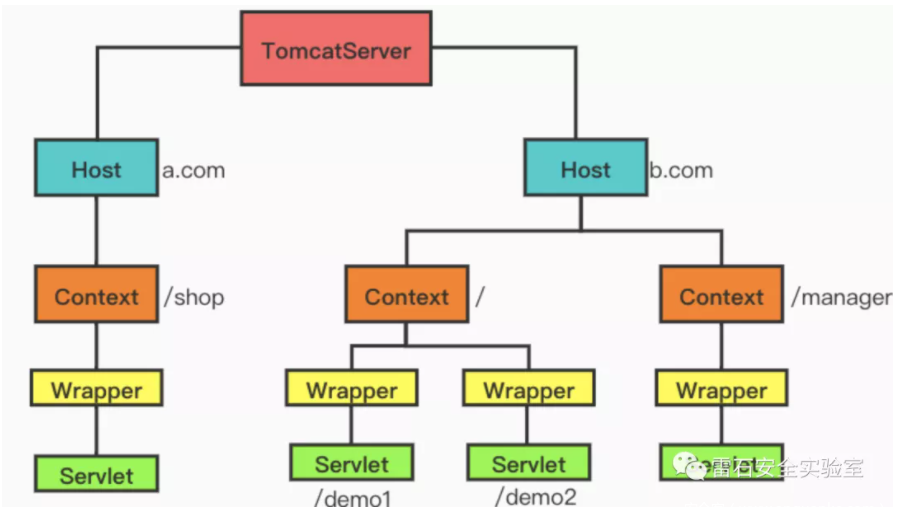 TomcatServer
Host a.com
Host b.com
Context /shop
Context /
Context /manager
Wrapper
Wrapper
Wrapper
Wrapper
Servlet
Servlet
Servlet
Servlet
雷石安全实验室
/demo1
/demo2